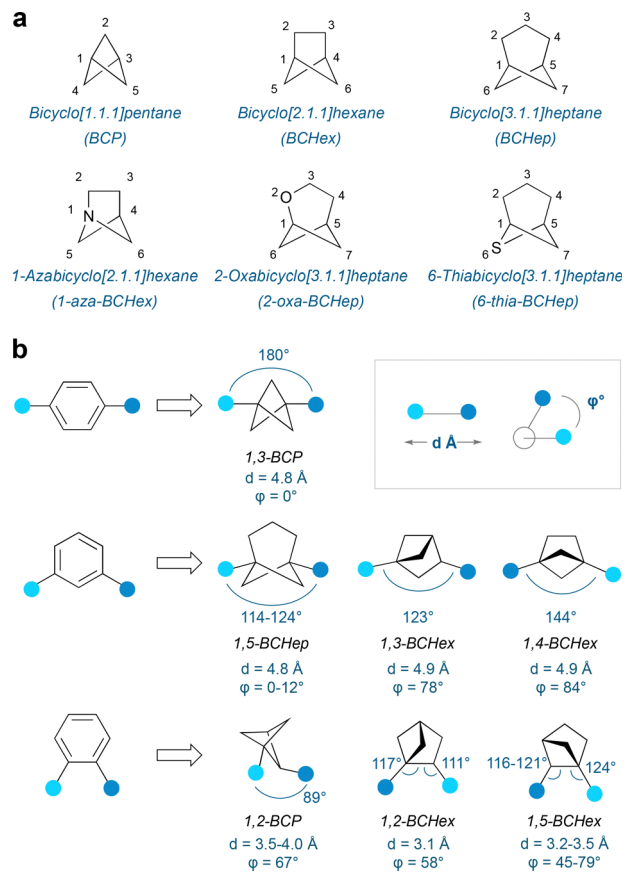 a
2
1 3
4 5
Bicyclo[1.1.1]pentane
(BCP)
2 3
1 4
5 6
Bicyclo[2.1.1]hexane
(BCHex)
3
2 4
1 5
6 7
Bicyclo[3.1.1]heptane
(BCHep)
2 3
1 N 4
5 6
1-Azabicyclo[2.1.1]hexane
(1-aza-BCHex)
3
2 O 4
1 5
6 7
2-Oxabicyclo[3.1.1]heptane
(2-oxa-BCHep)
3
2 4
1 5
6 S 7
6-Thiabicyclo[3.1.1]heptane
(6-thia-BCHep)
b
180°
1,3-BCP
d = 4.8 Å
φ = 0°
d Å
φ°
114-124°
1,5-BCHep
d = 4.8 Å
φ = 0-12°
123°
1,3-BCHex
d = 4.9 Å
φ = 78°
144°
1,4-BCHex
d = 4.9 Å
φ = 84°
89°
1,2-BCP
d = 3.5-4.0 Å
φ = 67°
117° 111°
1,2-BCHex
d = 3.1 Å
φ = 58°
116-121° 124°
1,5-BCHex
d = 3.2-3.5 Å
φ = 45-79°